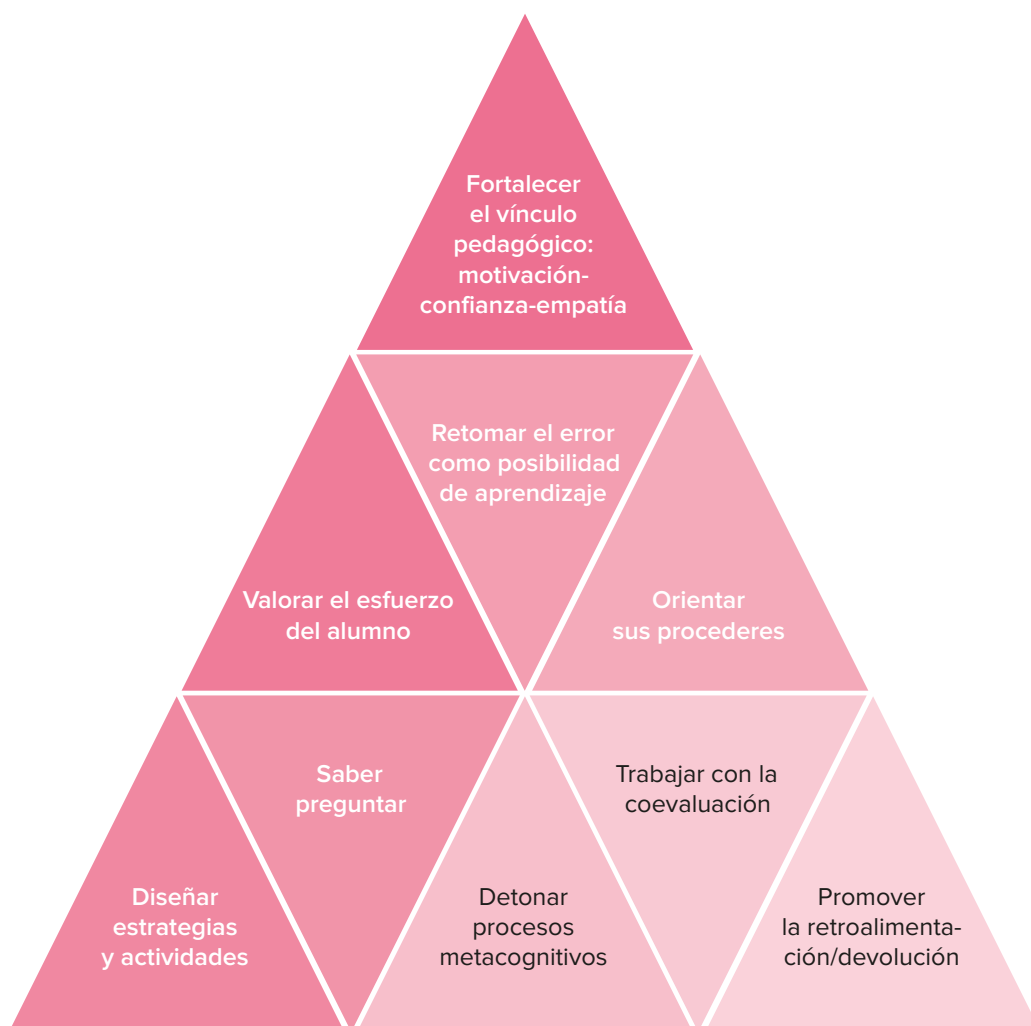 Fortalecer
el vínculo
pedagógico:
motivación-
confianza-empatía
Retomar el error
como posibilidad
de aprendizaje
Valorar el esfuerzo
del alumno
Orientar
sus procederes
Saber
preguntar
Trabajar con la
coevaluación
Diseñar
estrategias
y actividades
Detonar
procesos
metacognitivos
Promover
la retroalimenta-
ción/devolución